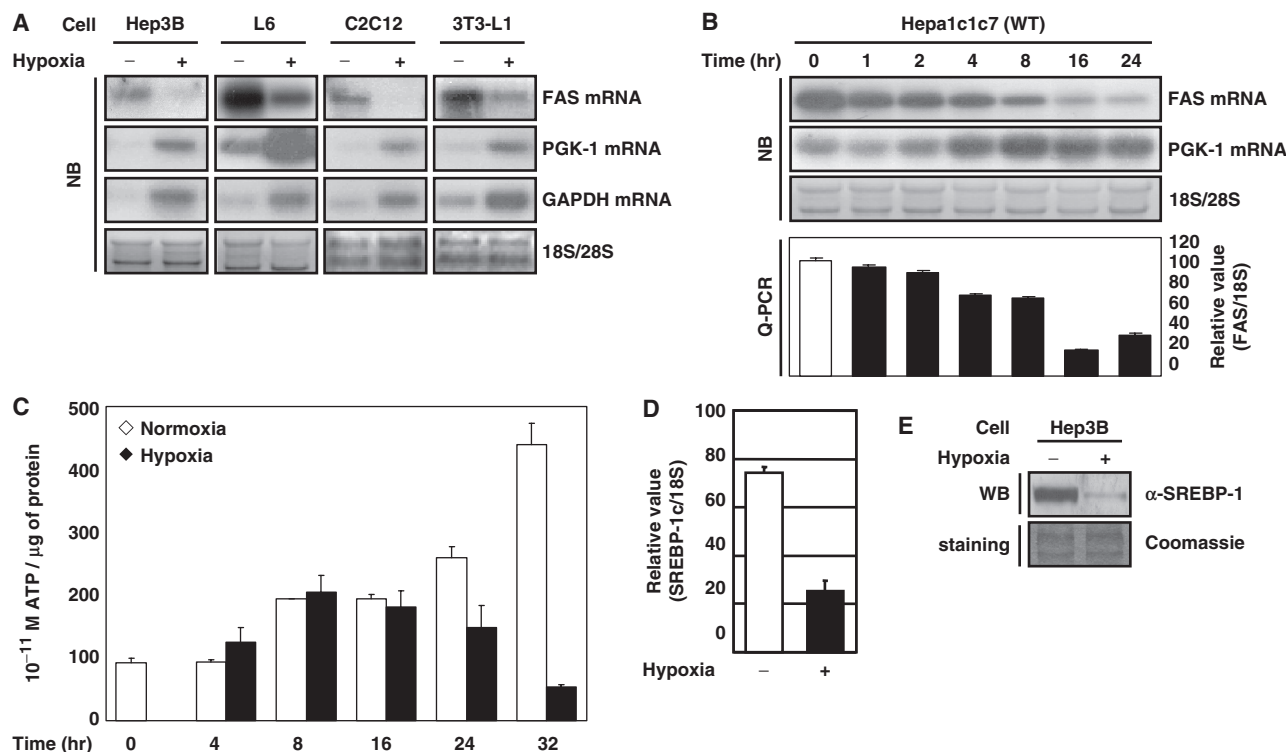 A
Cell Hep3B L6 C2C12 3T3-L1
Hypoxia – + – + – + – +
NB
FAS mRNA
PGK-1 mRNA
GAPDH mRNA
18S/28S
B
Hepa1c1c7 (WT)
Time (hr) 0 1 2 4 8 16 24
NB
FAS mRNA
PGK-1 mRNA
18S/28S
Q-PCR
120
100
80
60
40
20
0
Relative value
(FAS/18S)
C
10⁻¹¹ M ATP / μg of protein
500
400
300
200
100
0
Normoxia
Hypoxia
Time (hr) 0 4 8 16 24 32
D
Relative value
(SREBP-1c/18S)
100
80
60
40
20
0
Hypoxia – +
E
Cell Hep3B
Hypoxia – +
WB α-SREBP-1
staining Coomassie